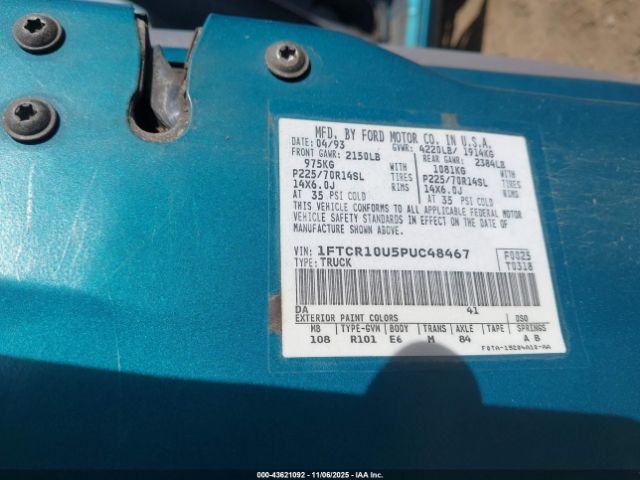 MFD. BY FORD MOTOR CO. IN U.S.A.
DATE: 04/93 GVWR: 4220LB/ 1914KG
FRONT GAWR: 2150LB REAR GAWR: 2384LB
975KG WITH 1081KG WITH
P225/70R14SL TIRES P225/70R14SL TIRES
14X6.0J RIMS 14X6.0J RIMS
AT 35 PSI COLD AT 35 PSI COLD
THIS VEHICLE CONFORMS TO ALL APPLICABLE FEDERAL MOTOR
VEHICLE SAFETY STANDARDS IN EFFECT ON THE DATE OF
MANUFACTURE SHOWN ABOVE.
VIN: 1FTCR10U5PUC48467 F0025
TYPE: TRUCK T0318
DA 41
EXTERIOR PAINT COLORS DSO
WB TYPE-GVW BODY TRANS AXLE TAPE SPRINGS
108 R101 E6 M 84 A B
00-43621092 - 11/06/2025 - Copyright © IAA, Inc.